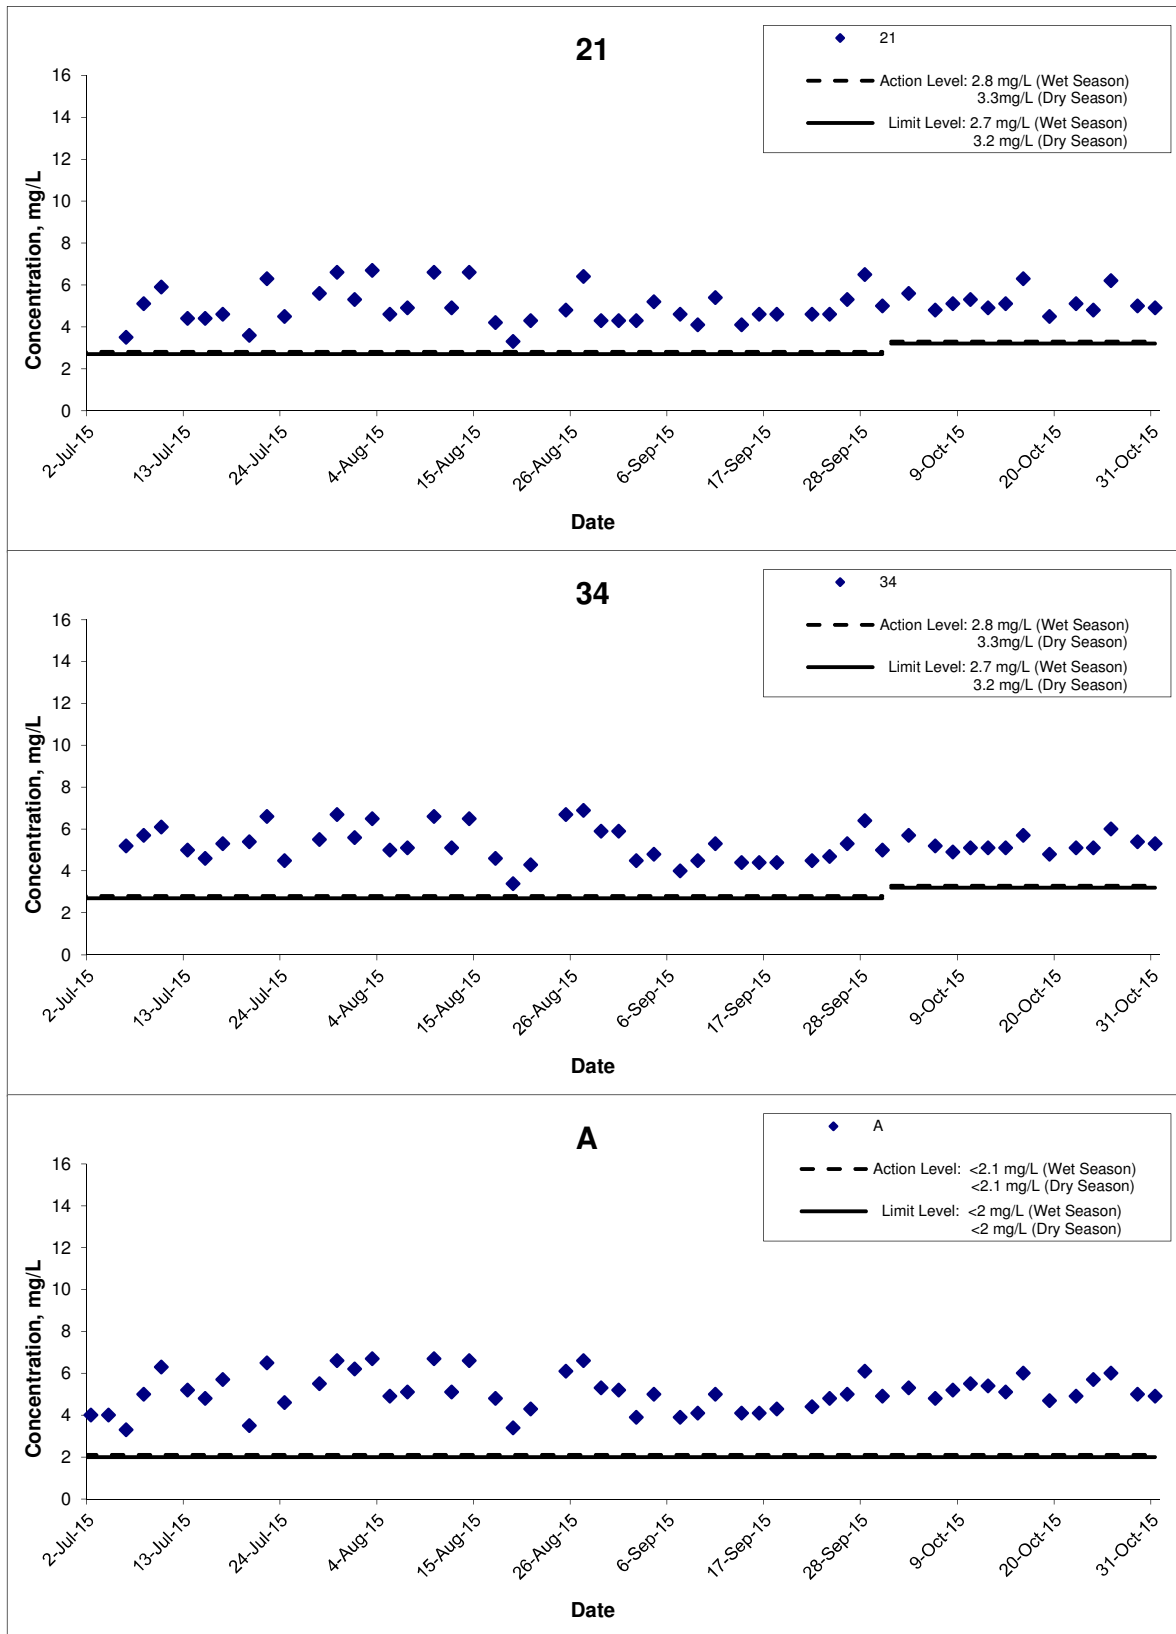 21
21
Action Level: 2.8 mg/L (Wet Season)
3.3mg/L (Dry Season)
Limit Level: 2.7 mg/L (Wet Season)
3.2 mg/L (Dry Season)
Concentration, mg/L
16
14
12
10
8
6
4
2
0
2-Jul-15
13-Jul-15
24-Jul-15
4-Aug-15
15-Aug-15
26-Aug-15
6-Sep-15
17-Sep-15
28-Sep-15
9-Oct-15
20-Oct-15
31-Oct-15
Date
34
34
Action Level: 2.8 mg/L (Wet Season)
3.3mg/L (Dry Season)
Limit Level: 2.7 mg/L (Wet Season)
3.2 mg/L (Dry Season)
Concentration, mg/L
16
14
12
10
8
6
4
2
0
2-Jul-15
13-Jul-15
24-Jul-15
4-Aug-15
15-Aug-15
26-Aug-15
6-Sep-15
17-Sep-15
28-Sep-15
9-Oct-15
20-Oct-15
31-Oct-15
Date
A
A
Action Level: <2.1 mg/L (Wet Season)
<2.1 mg/L (Dry Season)
Limit Level: <2 mg/L (Wet Season)
<2 mg/L (Dry Season)
Concentration, mg/L
16
14
12
10
8
6
4
2
0
2-Jul-15
13-Jul-15
24-Jul-15
4-Aug-15
15-Aug-15
26-Aug-15
6-Sep-15
17-Sep-15
28-Sep-15
9-Oct-15
20-Oct-15
31-Oct-15
Date